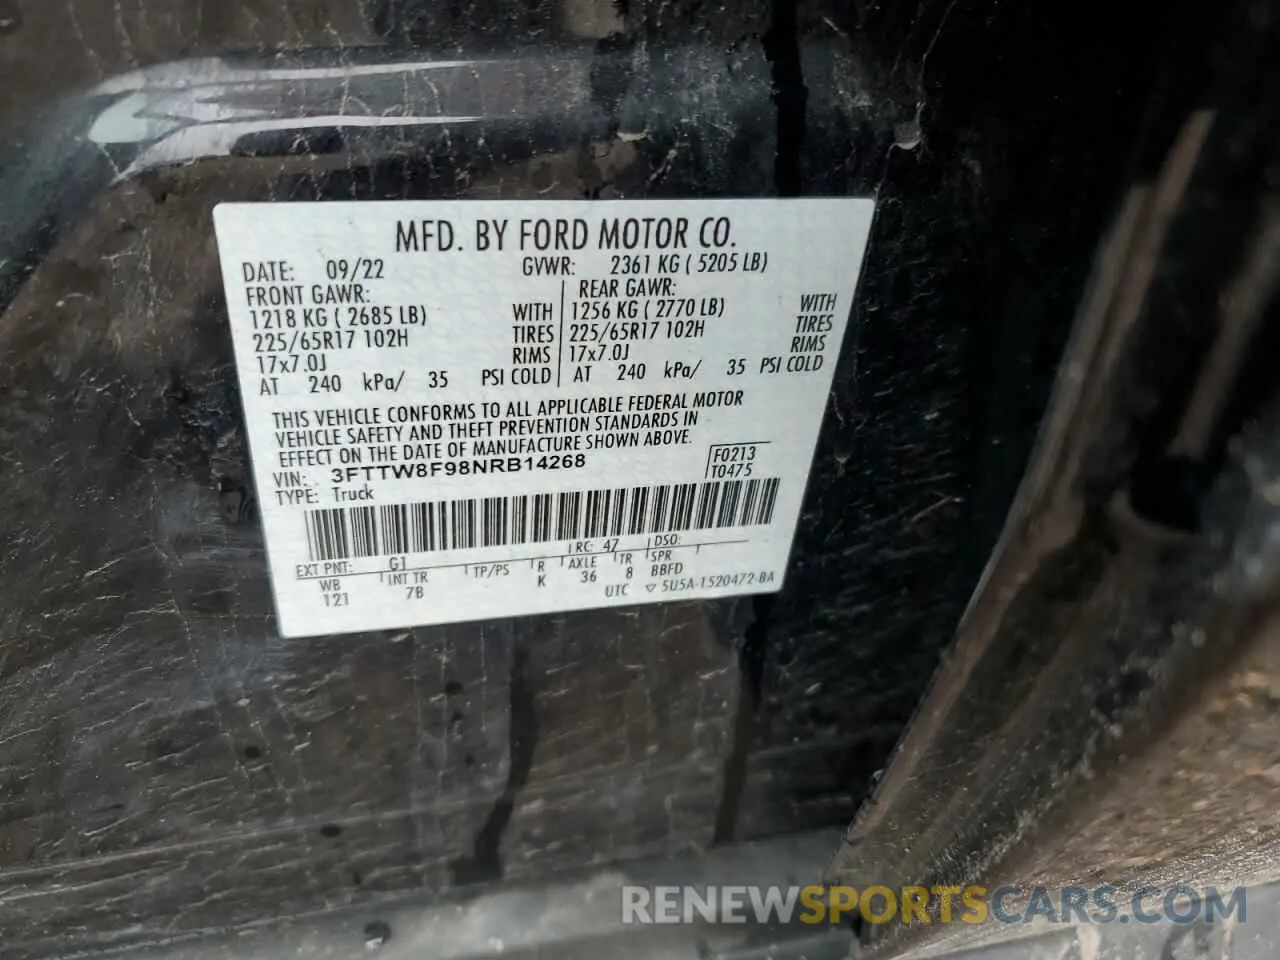 MFD. BY FORD MOTOR CO.
DATE: 09/22 GVWR: 2361 KG ( 5205 LB)
FRONT GAWR: REAR GAWR:
1218 KG ( 2685 LB) WITH 1256 KG ( 2770 LB) WITH
225/65R17 102H TIRES 225/65R17 102H TIRES
17x7.0J RIMS 17x7.0J RIMS
AT 240 kPa/ 35 PSI COLD AT 240 kPa/ 35 PSI COLD
THIS VEHICLE CONFORMS TO ALL APPLICABLE FEDERAL MOTOR
VEHICLE SAFETY AND THEFT PREVENTION STANDARDS IN
EFFECT ON THE DATE OF MANUFACTURE SHOWN ABOVE.
VIN: 3FTTW8F98NRB14268 F0213
TYPE: Truck T0475
EXT PNT: G1 RC: 47 DSO:
WB INT TR TP/PS R AXLE TR SPR
121 7B K 36 8 BBFD
UTC ▽ 5U5A-1520472-BA
RENEWSPORTSCARS.COM